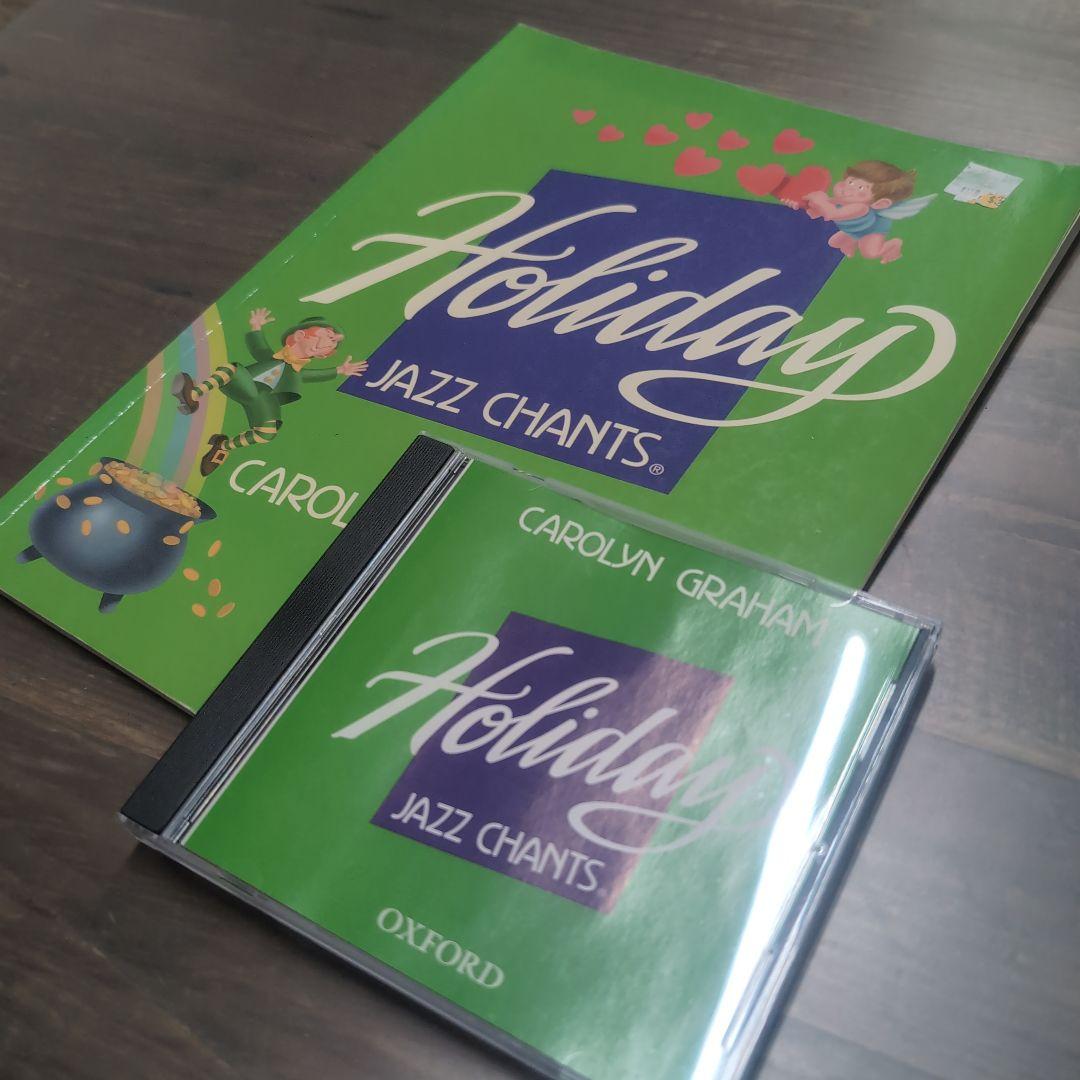 Holiday
JAZZ CHANTS®
CAROL
CAROLYN GRAHAM
Holiday
JAZZ CHANTS
OXFORD